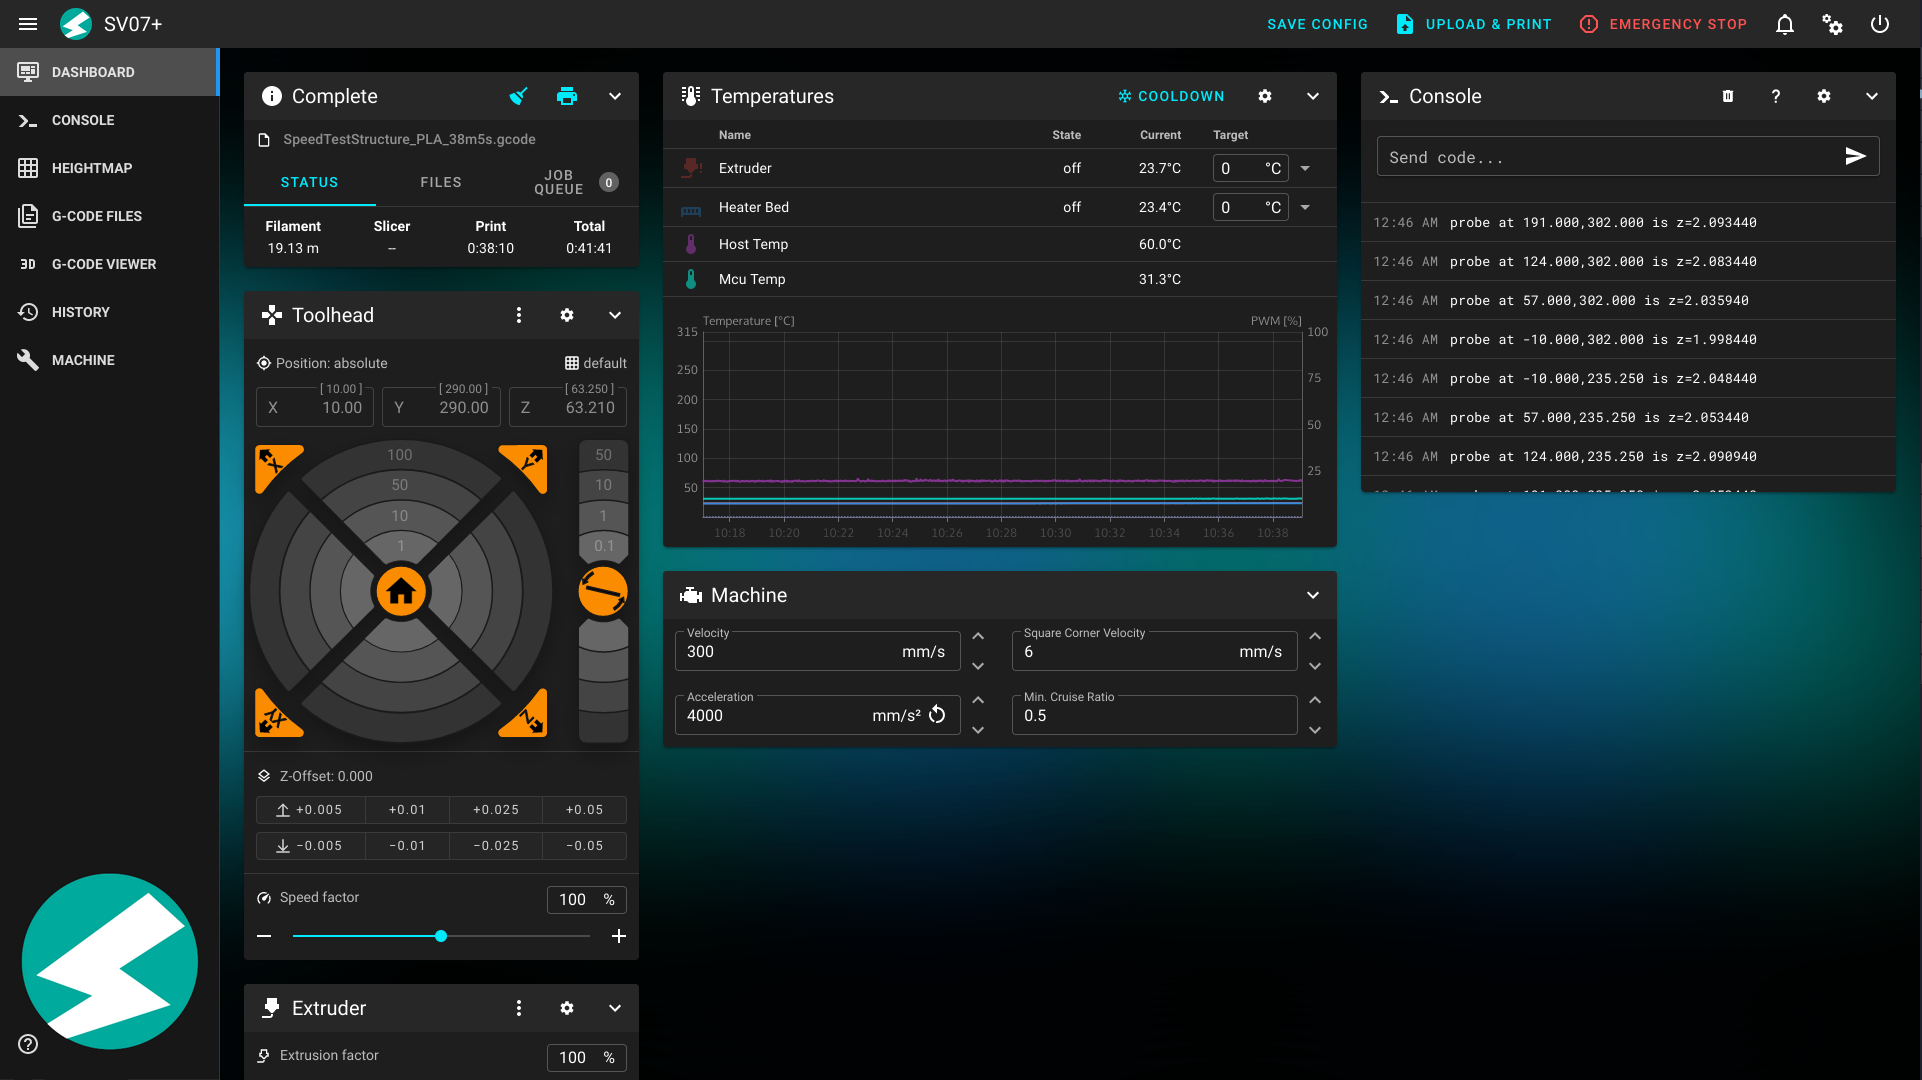 SV07+
SAVE CONFIG
UPLOAD & PRINT
EMERGENCY STOP
DASHBOARD
CONSOLE
HEIGHTMAP
G-CODE FILES
3D G-CODE VIEWER
HISTORY
MACHINE
Complete
SpeedTestStructure_PLA_38m5s.gcode
STATUS
FILES
JOB QUEUE 0
Filament Slicer Print Total
19.13 m -- 0:38:10 0:41:41
Toolhead
Position: absolute
default
[ 10.00 ] [ 290.00 ] [ 63.250 ]
X 10.00 Y 290.00 Z 63.210
X
Y
100
50
10
1
50
10
1
0.1
XY
Z
Z-Offset: 0.000
+0.005 +0.01 +0.025 +0.05
-0.005 -0.01 -0.025 -0.05
Speed factor
100 %
Extruder
Extrusion factor
100 %
Temperatures
COOLDOWN
Name State Current Target
Extruder off 23.7°C 0 °C
Heater Bed off 23.4°C 0 °C
Host Temp 60.0°C
Mcu Temp 31.3°C
Temperature [°C] PWM [%]
315 100
250 75
200
150 50
100 25
50
10:18 10:20 10:22 10:24 10:26 10:28 10:30 10:32 10:34 10:36 10:38
Machine
Velocity
300 mm/s
Square Corner Velocity
6 mm/s
Acceleration
4000 mm/s²
Min. Cruise Ratio
0.5
Console
Send code...
12:46 AM probe at 191.000,302.000 is z=2.093440
12:46 AM probe at 124.000,302.000 is z=2.083440
12:46 AM probe at 57.000,302.000 is z=2.035940
12:46 AM probe at -10.000,302.000 is z=1.998440
12:46 AM probe at -10.000,235.250 is z=2.048440
12:46 AM probe at 57.000,235.250 is z=2.053440
12:46 AM probe at 124.000,235.250 is z=2.090940